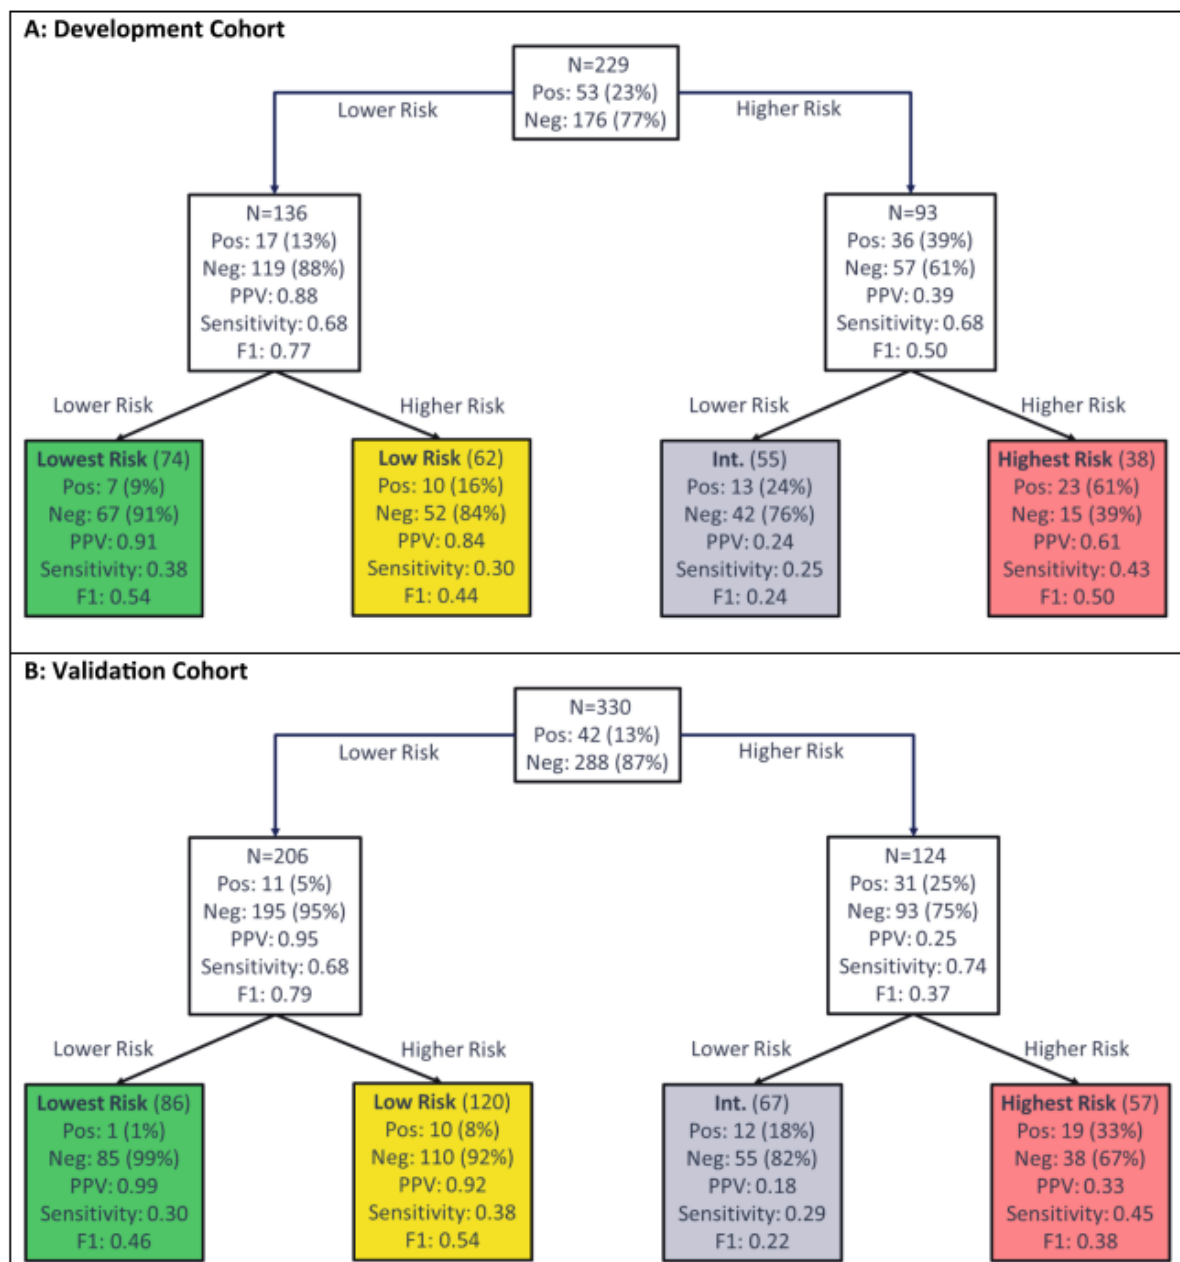 A: Development Cohort
N=229
Pos: 53 (23%)
Neg: 176 (77%)
Lower Risk
Higher Risk
N=136
Pos: 17 (13%)
Neg: 119 (88%)
PPV: 0.88
Sensitivity: 0.68
F1: 0.77
N=93
Pos: 36 (39%)
Neg: 57 (61%)
PPV: 0.39
Sensitivity: 0.68
F1: 0.50
Lower Risk
Higher Risk
Lower Risk
Higher Risk
Lowest Risk (74)
Pos: 7 (9%)
Neg: 67 (91%)
PPV: 0.91
Sensitivity: 0.38
F1: 0.54
Low Risk (62)
Pos: 10 (16%)
Neg: 52 (84%)
PPV: 0.84
Sensitivity: 0.30
F1: 0.44
Int. (55)
Pos: 13 (24%)
Neg: 42 (76%)
PPV: 0.24
Sensitivity: 0.25
F1: 0.24
Highest Risk (38)
Pos: 23 (61%)
Neg: 15 (39%)
PPV: 0.61
Sensitivity: 0.43
F1: 0.50
B: Validation Cohort
N=330
Pos: 42 (13%)
Neg: 288 (87%)
Lower Risk
Higher Risk
N=206
Pos: 11 (5%)
Neg: 195 (95%)
PPV: 0.95
Sensitivity: 0.68
F1: 0.79
N=124
Pos: 31 (25%)
Neg: 93 (75%)
PPV: 0.25
Sensitivity: 0.74
F1: 0.37
Lower Risk
Higher Risk
Lower Risk
Higher Risk
Lowest Risk (86)
Pos: 1 (1%)
Neg: 85 (99%)
PPV: 0.99
Sensitivity: 0.30
F1: 0.46
Low Risk (120)
Pos: 10 (8%)
Neg: 110 (92%)
PPV: 0.92
Sensitivity: 0.38
F1: 0.54
Int. (67)
Pos: 12 (18%)
Neg: 55 (82%)
PPV: 0.18
Sensitivity: 0.29
F1: 0.22
Highest Risk (57)
Pos: 19 (33%)
Neg: 38 (67%)
PPV: 0.33
Sensitivity: 0.45
F1: 0.38